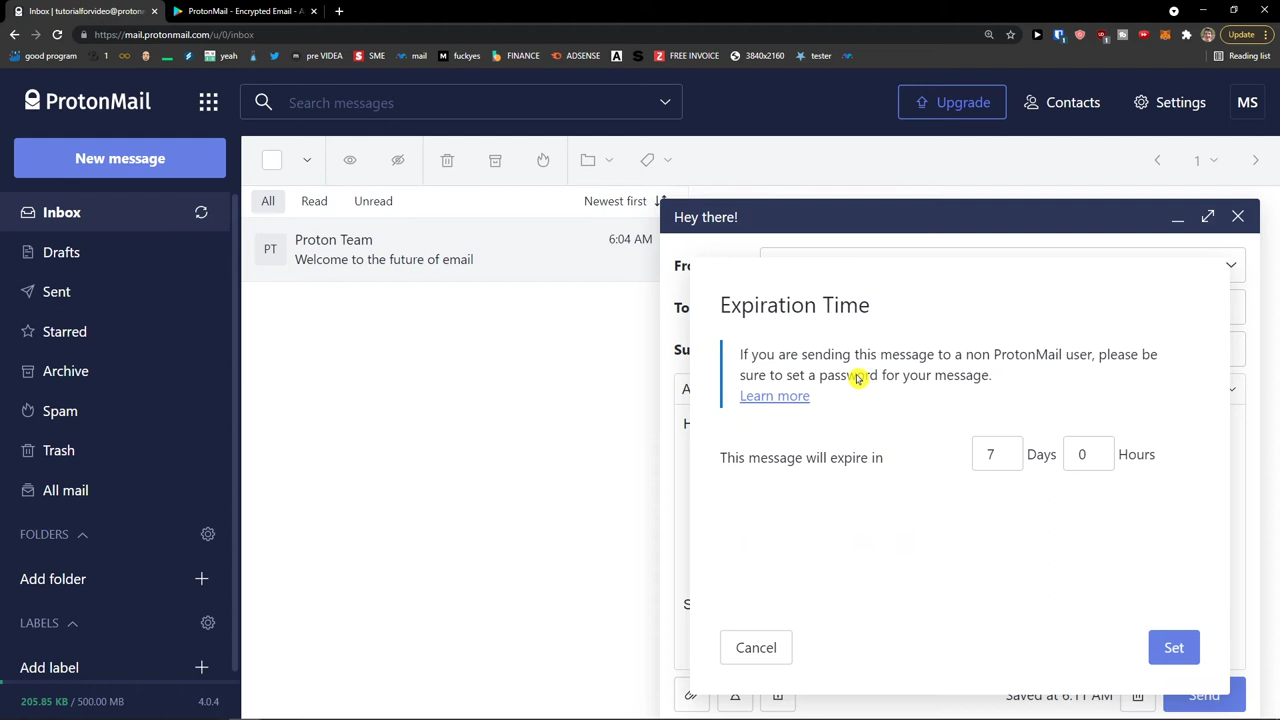 Inbox | tutorialforvideo@protonm
ProtonMail - Encrypted Email - A
https://mail.protonmail.com/u/0/inbox
Update
good program
1
yeah
pre VIDEA
SME
mail
fuckyes
FINANCE
ADSENSE
FREE INVOICE
3840x2160
tester
Reading list
ProtonMail
Search messages
Upgrade
Contacts
Settings
MS
New message
1
All
Read
Unread
Newest first
Inbox
PT
Proton Team
6:04 AM
Welcome to the future of email
Hey there!
Drafts
Sent
Starred
Archive
Spam
Trash
All mail
FOLDERS
Add folder
LABELS
Add label
205.85 KB / 500.00 MB
4.0.4
Fro
To
Su
A
H
S
Expiration Time
If you are sending this message to a non ProtonMail user, please be
sure to set a password for your message.
Learn more
This message will expire in
7 Days 0 Hours
Cancel
Set
Saved at 6:11 AM
Send